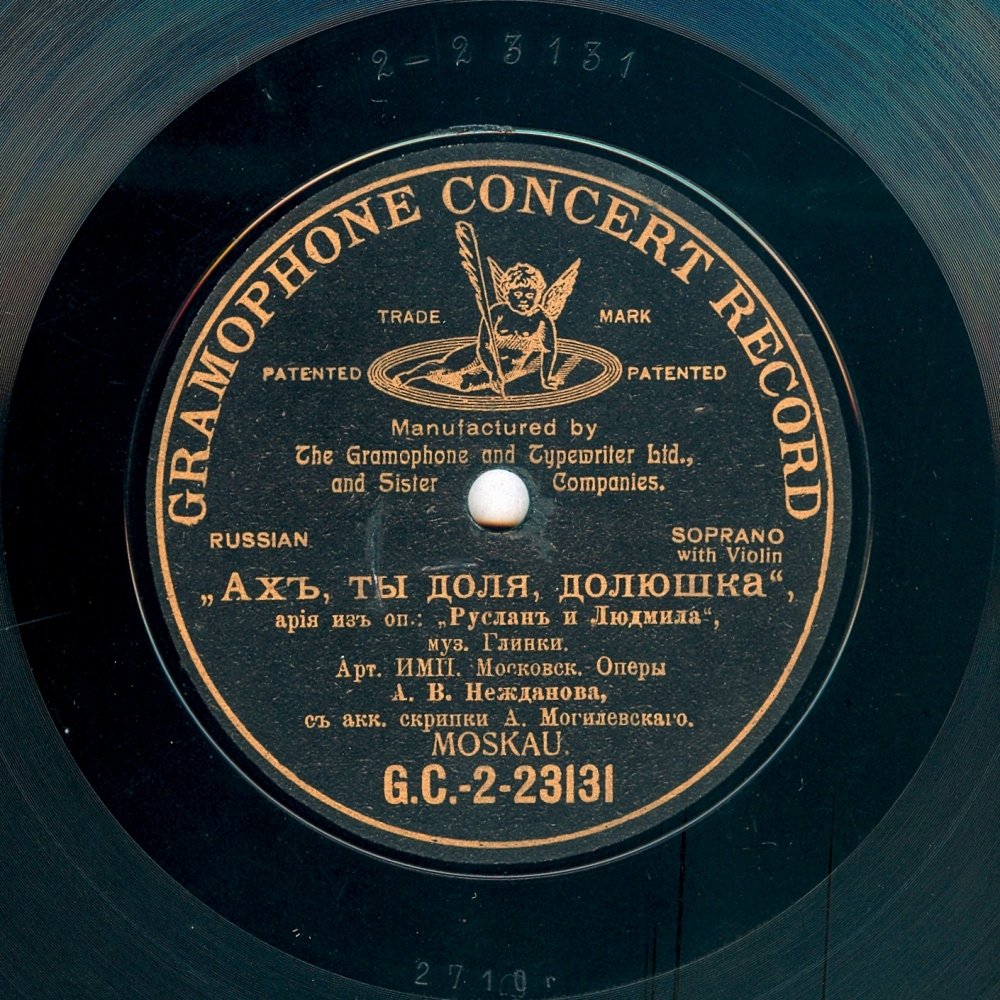 2-23131
GRAMOPHONE CONCERT RECORD
TRADE MARK
PATENTED PATENTED
Manufactured by
The Gramophone and Typewriter Ltd.,
and Sister Companies.
RUSSIAN SOPRANO
with Violin
„Ахъ, ты доля, долюшка“,
арія изъ оп.: „Русланъ и Людмила“,
муз. Глинки.
Арт. ИМП. Московск. Оперы
А. В. Нежданова,
съ акк. скрипки А. Могилевскаго.
MOSKAU.
G.C.-2-23131